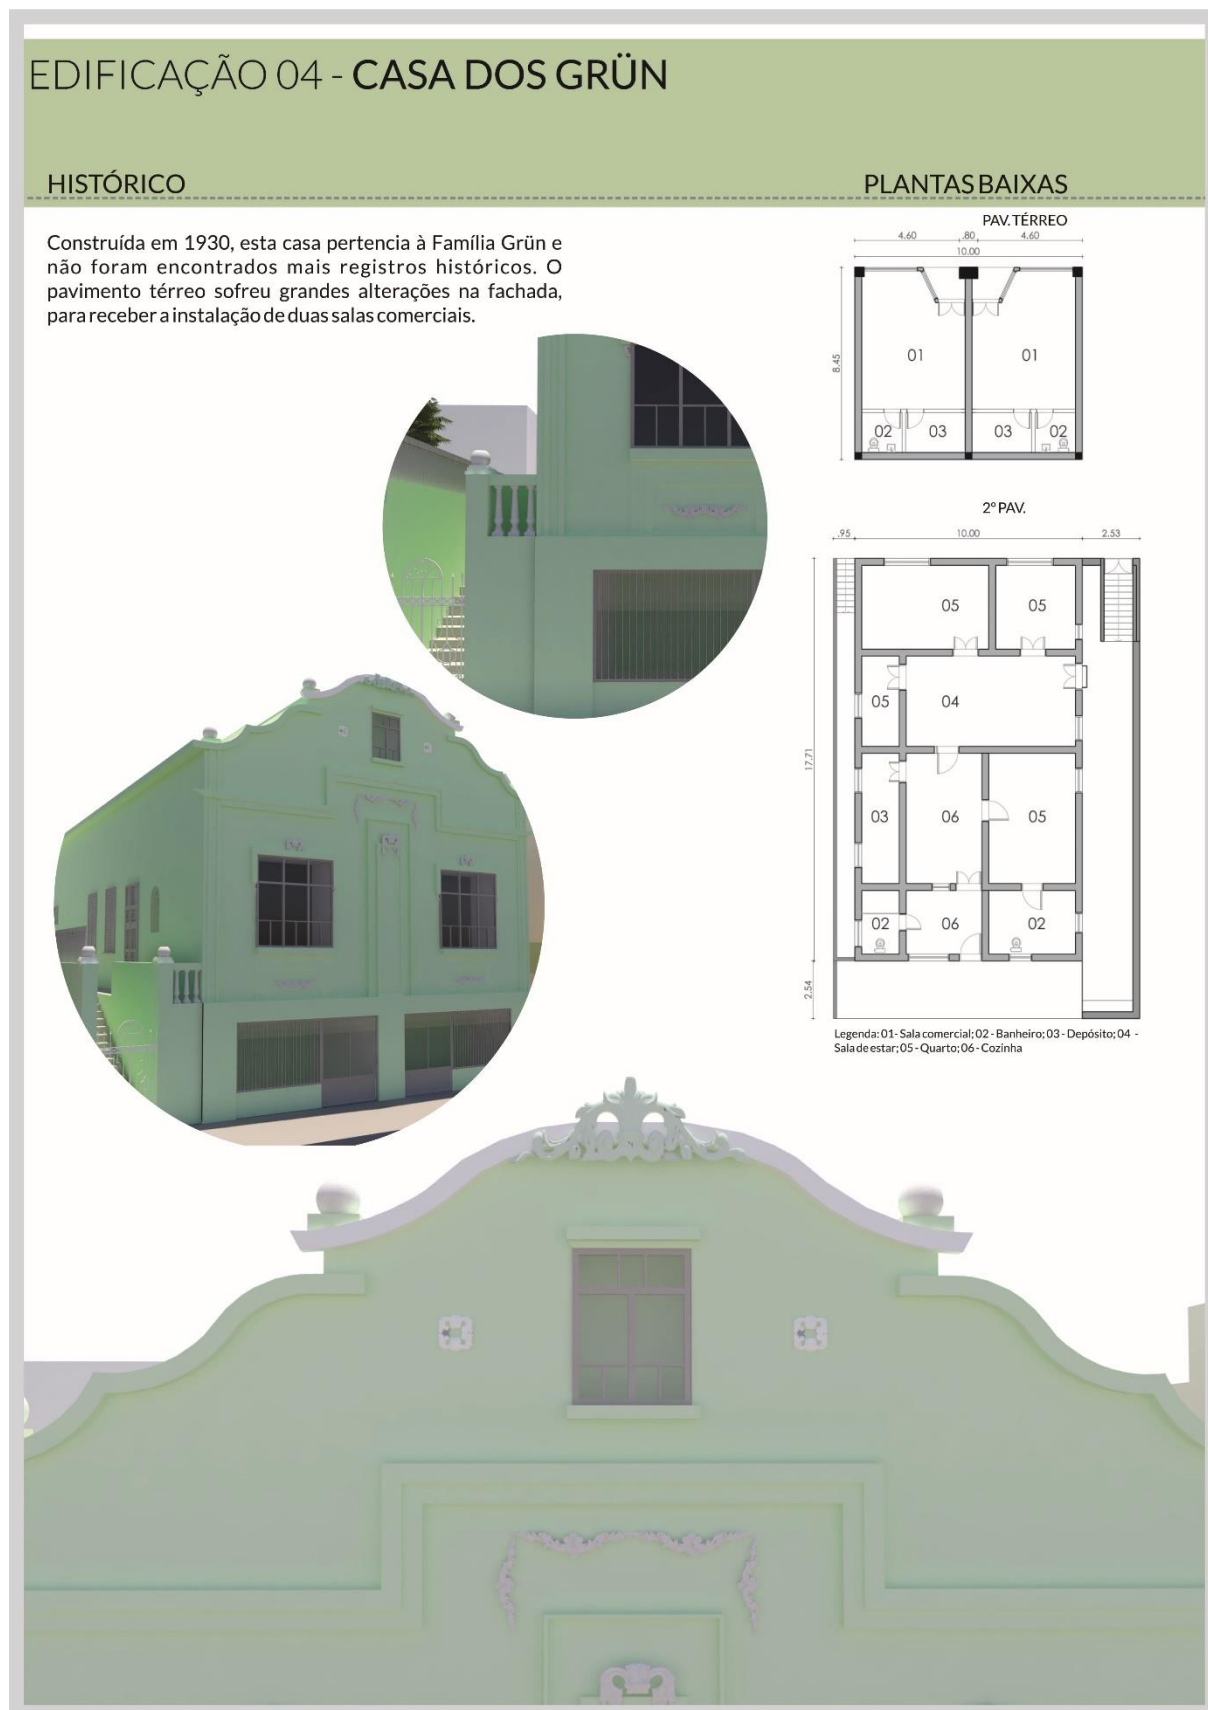 EDIFICAÇÃO 04 - CASA DOS GRÜN
HISTÓRICO
Construída em 1930, esta casa pertencia à Família Grün e
não foram encontrados mais registros históricos. O
pavimento térreo sofreu grandes alterações na fachada,
para receber a instalação de duas salas comerciais.
PLANTAS BAIXAS
PAV. TÉRREO
4.60 .80 4.60
10.00
8.45
01 01
02 03 03 02
2º PAV.
.95 10.00 2.53
05 05
05 04
17.71
03 06 05
02 06 02
2.54
Legenda: 01- Sala comercial; 02 - Banheiro; 03 - Depósito; 04 -
Sala de estar; 05 - Quarto; 06 - Cozinha